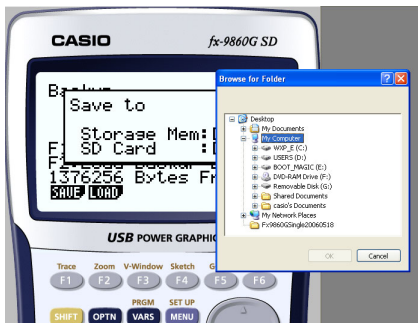 CASIO
fx-9860G SD
Save to
Storage Mem:
SD Card :
1376256 Bytes Fr
SAVE LOAD
USB POWER GRAPHIC
Trace Zoom V-Window Sketch
F1 F2 F3 F4 F5 F6
PRGM SET UP
SHIFT OPTN VARS MENU
Browse for Folder
Desktop
My Documents
My Computer
WXP_E (C:)
USERS (D:)
BOOT_MAGIC (E:)
DVD-RAM Drive (F:)
Removable Disk (G:)
Shared Documents
casio's Documents
My Network Places
Fx9860GSingle20060518
OK Cancel